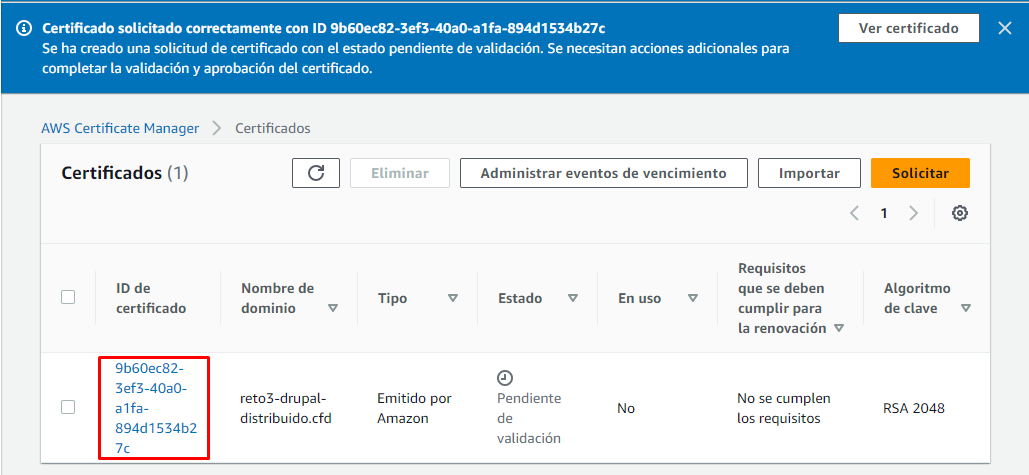 Certificado solicitado correctamente con ID 9b60ec82-3ef3-40a0-a1fa-894d1534b27c
Ver certificado
Se ha creado una solicitud de certificado con el estado pendiente de validación. Se necesitan acciones adicionales para
completar la validación y aprobación del certificado.
AWS Certificate Manager
Certificados
Certificados (1)
Eliminar
Administrar eventos de vencimiento
Importar
Solicitar
1
ID de
certificado
Nombre de
dominio
Tipo
Estado
En uso
Requisitos
que se deben
cumplir para
la renovación
Algoritmo
de clave
9b60ec82-
3ef3-40a0-
a1fa-
894d1534b2
7c
reto3-drupal-
distribuido.cfd
Emitido por
Amazon
Pendiente
de
validación
No
No se cumplen
los requisitos
RSA 2048